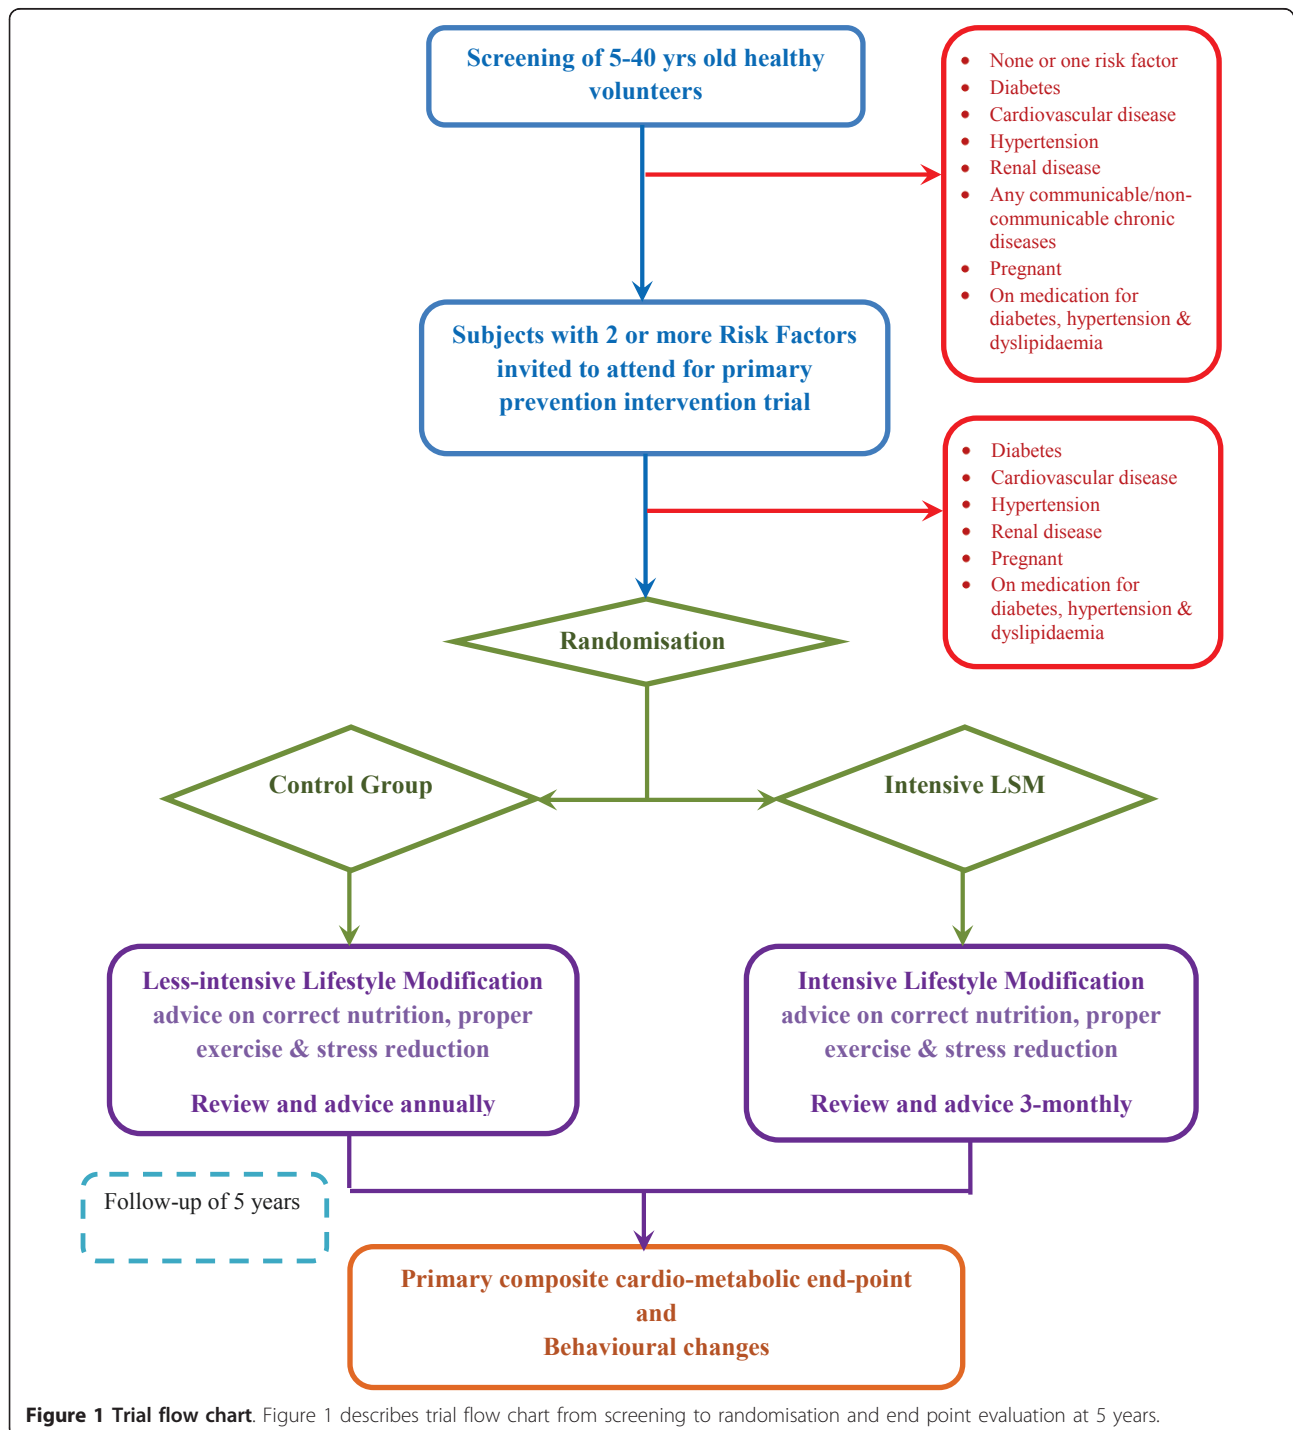 Screening of 5-40 yrs old healthy
volunteers
• None or one risk factor
• Diabetes
• Cardiovascular disease
• Hypertension
• Renal disease
• Any communicable/non-
communicable chronic
diseases
• Pregnant
• On medication for
diabetes, hypertension &
dyslipidaemia
Subjects with 2 or more Risk Factors
invited to attend for primary
prevention intervention trial
• Diabetes
• Cardiovascular disease
• Hypertension
• Renal disease
• Pregnant
• On medication for
diabetes, hypertension &
dyslipidaemia
Randomisation
Control Group
Intensive LSM
Less-intensive Lifestyle Modification
advice on correct nutrition, proper
exercise & stress reduction
Review and advice annually
Intensive Lifestyle Modification
advice on correct nutrition, proper
exercise & stress reduction
Review and advice 3-monthly
Follow-up of 5 years
Primary composite cardio-metabolic end-point
and
Behavioural changes
Figure 1 Trial flow chart. Figure 1 describes trial flow chart from screening to randomisation and end point evaluation at 5 years.